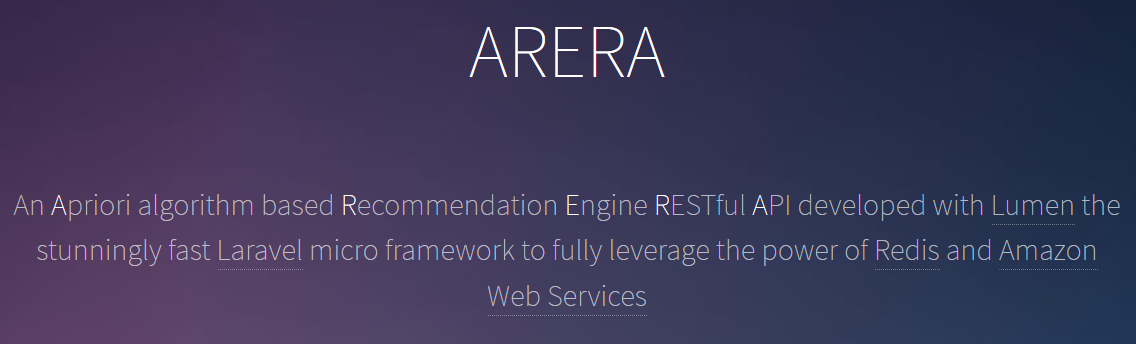 ARERA
An Apriori algorithm based Recommendation Engine RESTful API developed with Lumen the
stunningly fast Laravel micro framework to fully leverage the power of Redis and Amazon
Web Services